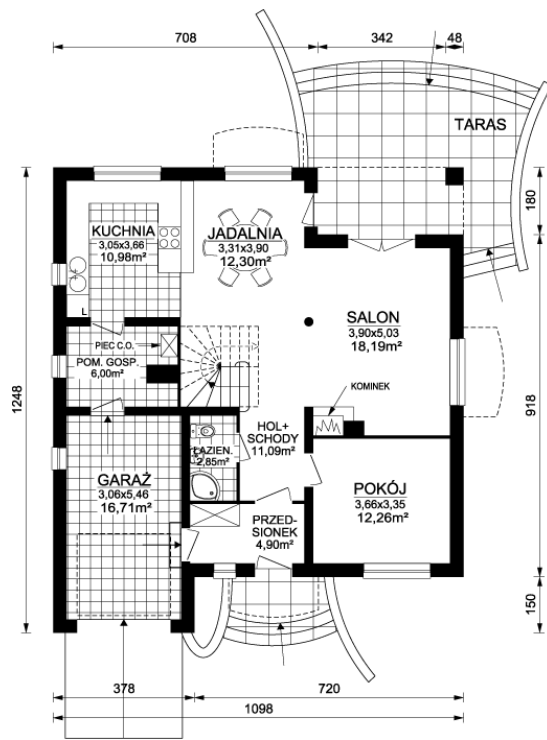 708
342
48
TARAS
180
KUCHNIA
3,05x3,66
10,98m²
JADALNIA
3,31x3,90
12,30m²
L
PIEC C.O.
POM. GOSP.
6,00m²
SALON
3,90x5,03
18,19m²
1248
918
KOMINEK
HOL+
SCHODY
11,09m²
ŁAZIEN.
2,85m²
GARAŻ
3,06x5,46
16,71m²
POKÓJ
3,66x3,35
12,26m²
PRZED-
SIONEK
4,90m²
150
378
720
1098